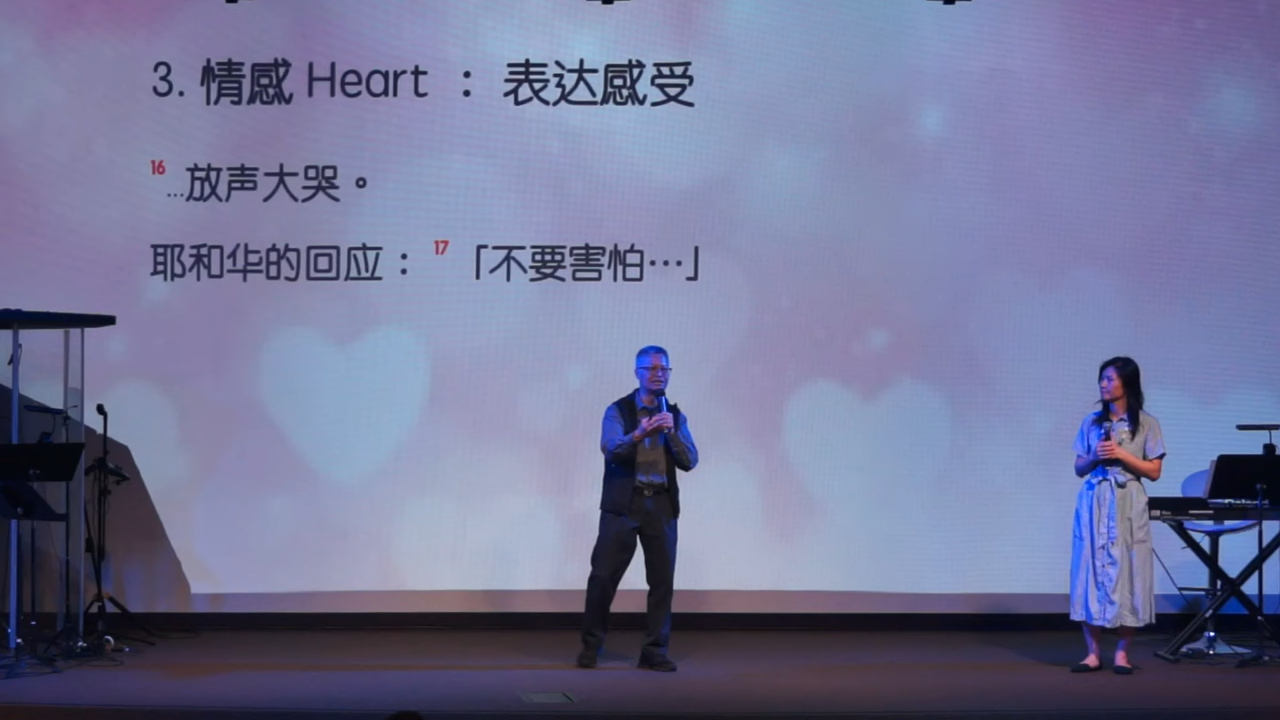 3. 情感 Heart ： 表达感受
16 …放声大哭。
耶和华的回应： 17 「不要害怕…」